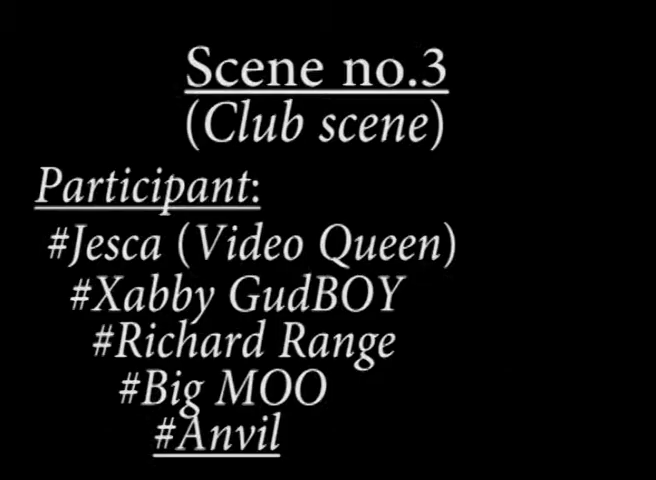 Scene no.3
(Club scene)
Participant:
#Jesca (Video Queen)
#Xabby GudBOY
#Richard Range
#Big MOO
#Anvil